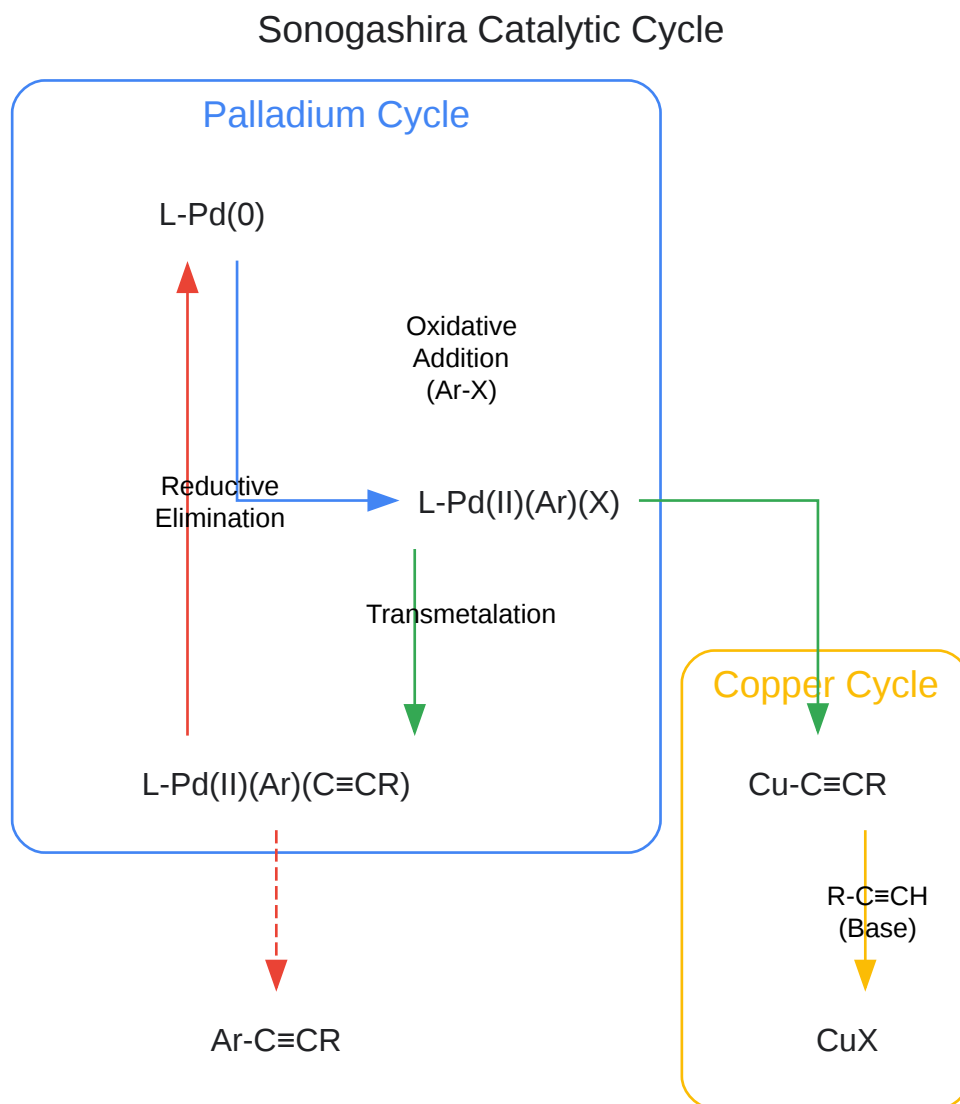 Sonogashira Catalytic Cycle
Palladium Cycle
L-Pd(0)
Oxidative
Addition
(Ar-X)
Reductive
Elimination
L-Pd(II)(Ar)(X)
Transmetalation
Copper Cycle
L-Pd(II)(Ar)(C≡CR)
Cu-C≡CR
R-C≡CH
(Base)
Ar-C≡CR
CuX